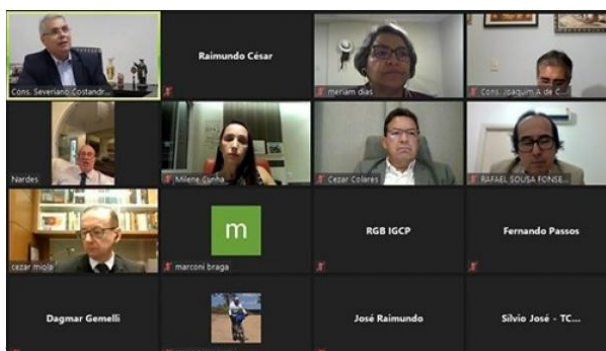 Cons. Severiano Costandr...
Raimundo César
meriam dias
Cons. Joaquim A de C...
Nardes
Milene Cunha
Cezar Colares
RAFAEL SOUSA FONSE...
cezar miola
m
marconi braga
RGB IGCP
Fernando Passos
Dagmar Gemelli
José Raimundo
Silvio José - TC...